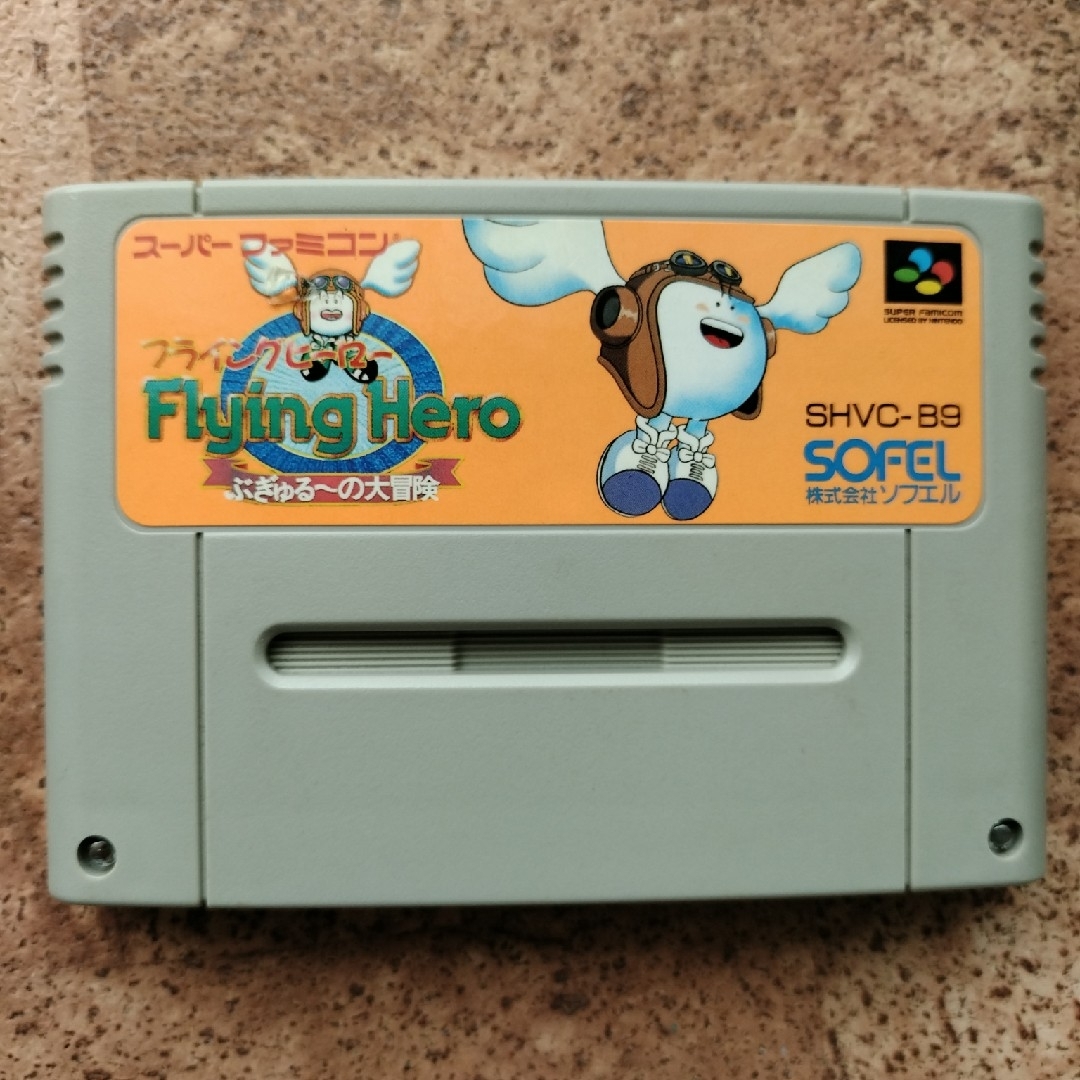 スーパーファミコン
フライングヒーロー
Flying Hero
ぶぎゅる〜の大冒険
SUPER FAMICOM
LICENSED BY NINTENDO
SHVC-B9
SOFEL
株式会社ソフエル